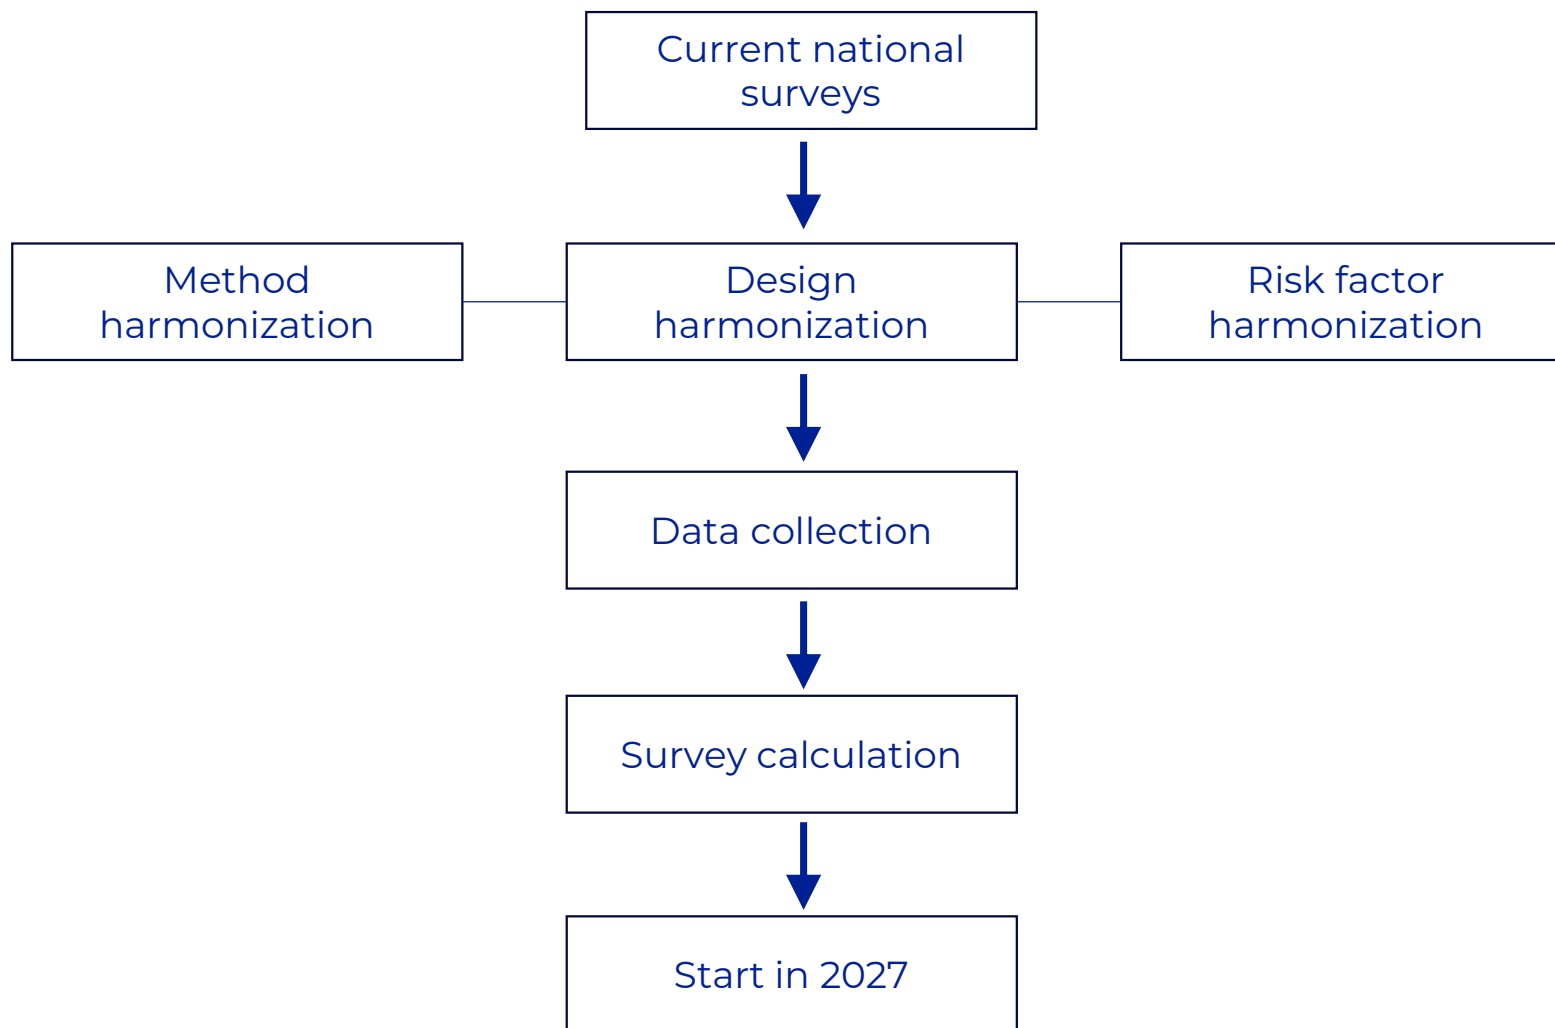 Current national
surveys
Method
harmonization
Design
harmonization
Risk factor
harmonization
Data collection
Survey calculation
Start in 2027